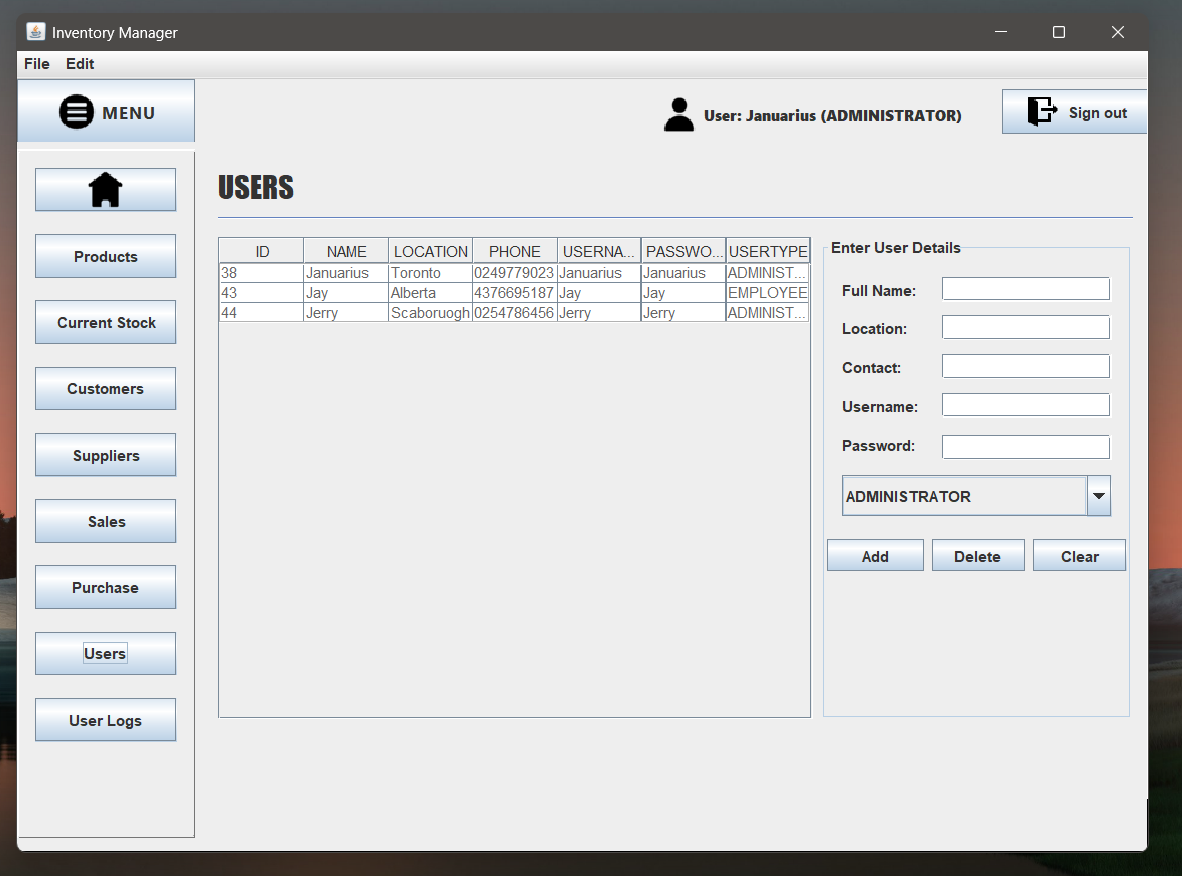 Inventory Manager
File Edit
MENU
User: Januarius (ADMINISTRATOR)
Sign out
Products
Current Stock
Customers
Suppliers
Sales
Purchase
Users
User Logs
USERS
ID NAME LOCATION PHONE USERNA... PASSWO... USERTYPE
38 Januarius Toronto 0249779023 Januarius Januarius ADMINIST...
43 Jay Alberta 4376695187 Jay Jay EMPLOYEE
44 Jerry Scaboruogh 0254786456 Jerry Jerry ADMINIST...
Enter User Details
Full Name:
Location:
Contact:
Username:
Password:
ADMINISTRATOR
Add Delete Clear